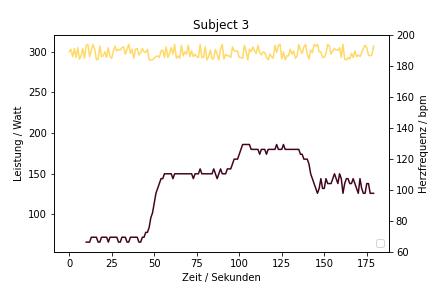 Subject 3
Leistung / Watt
300
250
200
150
100
200
180
160
140
120
100
80
60
Herzfrequenz / bpm
0 25 50 75 100 125 150 175
Zeit / Sekunden